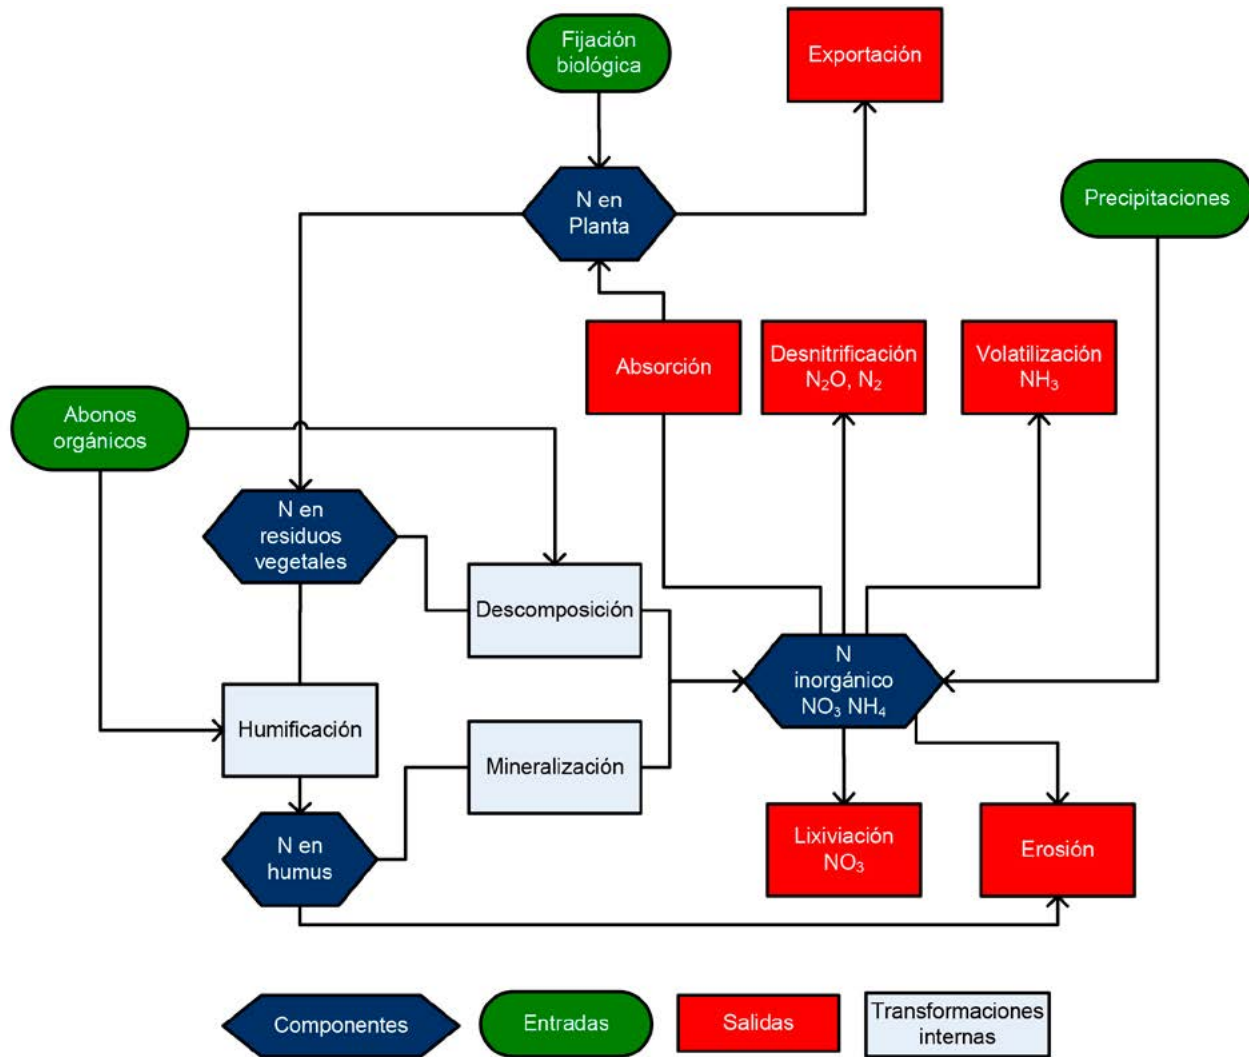 Fijación
biológica
Exportación
N en
Planta
Precipitaciones
Absorción
Desnitrificación
N₂O, N₂
Volatilización
NH₃
Abonos
orgánicos
N en
residuos
vegetales
Descomposición
N
inorgánico
NO₃ NH₄
Humificación
Mineralización
N en
humus
Lixiviación
NO₃
Erosión
Componentes
Entradas
Salidas
Transformaciones
internas